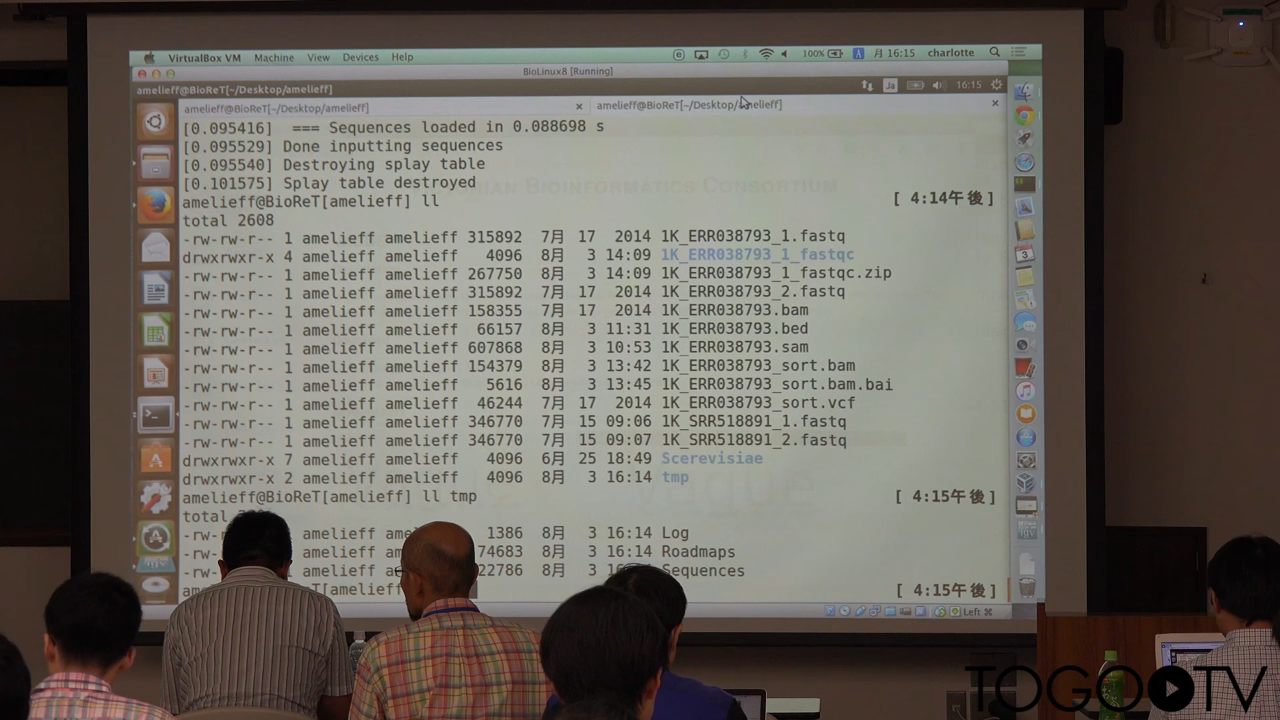 VirtualBox VM Machine View Devices Help 100% 月 16:15 charlotte
BioLinux8 [Running]
amelieff@BioReT[~/Desktop/amelieff] Ja 16:15
amelieff@BioReT[~/Desktop/amelieff] × amelieff@BioReT[~/Desktop/amelieff] ×
[0.095416] === Sequences loaded in 0.088698 s
[0.095529] Done inputting sequences
[0.095540] Destroying splay table
[0.101575] Splay table destroyed
amelieff@BioReT[amelieff] ll [ 4:14午後 ]
total 2608
-rw-rw-r-- 1 amelieff amelieff 315892 7月 17 2014 1K_ERR038793_1.fastq
drwxrwxr-x 4 amelieff amelieff 4096 8月 3 14:09 1K_ERR038793_1_fastqc
-rw-rw-r-- 1 amelieff amelieff 267750 8月 3 14:09 1K_ERR038793_1_fastqc.zip
-rw-rw-r-- 1 amelieff amelieff 315892 7月 17 2014 1K_ERR038793_2.fastq
-rw-rw-r-- 1 amelieff amelieff 158355 7月 17 2014 1K_ERR038793.bam
-rw-rw-r-- 1 amelieff amelieff 66157 8月 3 11:31 1K_ERR038793.bed
-rw-rw-r-- 1 amelieff amelieff 607868 8月 3 10:53 1K_ERR038793.sam
-rw-rw-r-- 1 amelieff amelieff 154379 8月 3 13:42 1K_ERR038793_sort.bam
-rw-rw-r-- 1 amelieff amelieff 5616 8月 3 13:45 1K_ERR038793_sort.bam.bai
-rw-rw-r-- 1 amelieff amelieff 46244 7月 17 2014 1K_ERR038793_sort.vcf
-rw-rw-r-- 1 amelieff amelieff 346770 7月 15 09:06 1K_SRR518891_1.fastq
-rw-rw-r-- 1 amelieff amelieff 346770 7月 15 09:07 1K_SRR518891_2.fastq
drwxrwxr-x 7 amelieff amelieff 4096 6月 25 18:49 Scerevisiae
drwxrwxr-x 2 amelieff amelieff 4096 8月 3 16:14 tmp
amelieff@BioReT[amelieff] ll tmp [ 4:15午後 ]
total
1386 8月 3 16:14 Log
74683 8月 3 16:14 Roadmaps
22786 8月 3 Sequences
[ 4:15午後 ]
Left ⌘
TOGOTV